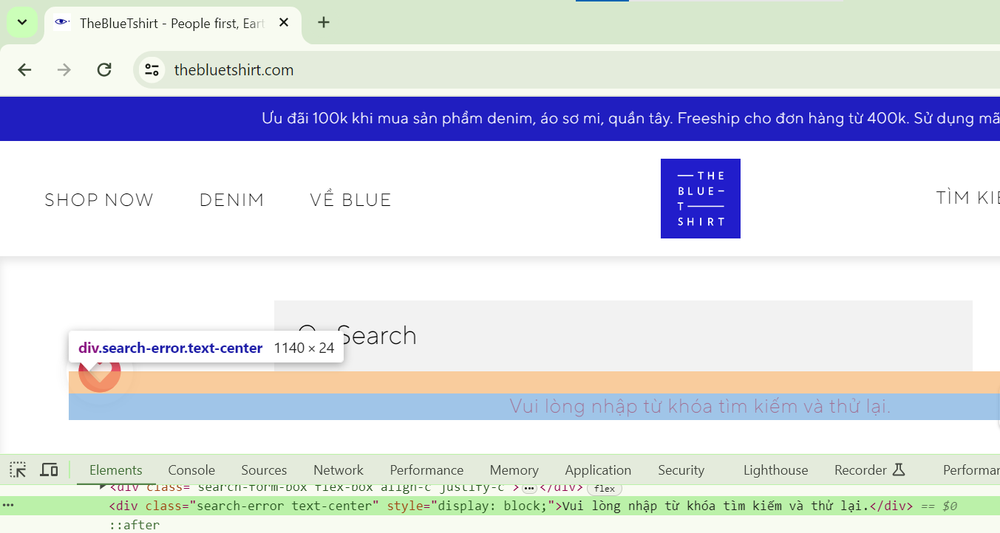 TheBlueTshirt - People first, Eart
thebluetshirt.com
Ưu đãi 100k khi mua sản phẩm denim, áo sơ mi, quần tây. Freeship cho đơn hàng từ 400k. Sử dụng mã
SHOP NOW DENIM VỀ BLUE
THE
BLUE
T
SHIRT
TÌM KIẾ
Search
div.search-error.text-center 1140 × 24
Vui lòng nhập từ khóa tìm kiếm và thử lại.
Elements Console Sources Network Performance Memory Application Security Lighthouse Recorder Performan
<div class="search-form-box flex-box align-c justify-c">…</div> flex
<div class="search-error text-center" style="display: block;">Vui lòng nhập từ khóa tìm kiếm và thử lại.</div> == $0
::after